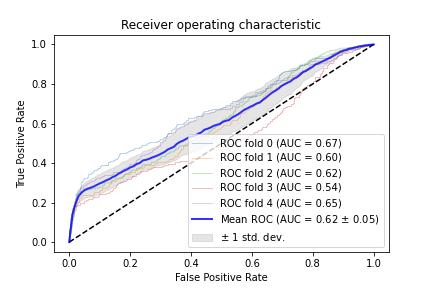 Receiver operating characteristic
1.0
0.8
0.6
0.4
0.2
0.0
True Positive Rate
ROC fold 0 (AUC = 0.67)
ROC fold 1 (AUC = 0.60)
ROC fold 2 (AUC = 0.62)
ROC fold 3 (AUC = 0.54)
ROC fold 4 (AUC = 0.65)
Mean ROC (AUC = 0.62 ± 0.05)
± 1 std. dev.
0.0 0.2 0.4 0.6 0.8 1.0
False Positive Rate